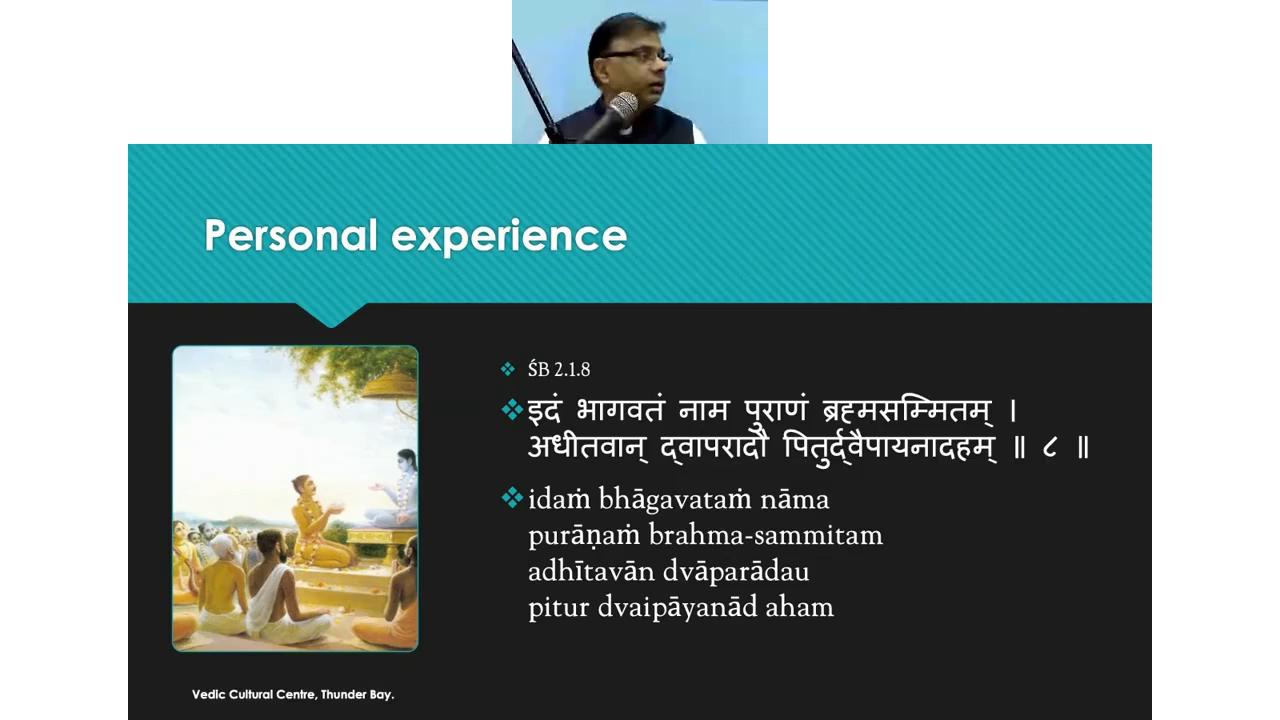 Personal experience
ŚB 2.1.8
इदं भागवतं नाम पुराणं ब्रह्मसम्मितम् ।
अधीतवान् द्वापरादौ पितुर्द्वैपायनादहम् ॥ ८ ॥
idaṁ bhāgavataṁ nāma
purāṇaṁ brahma-sammitam
adhītavān dvāparādau
pitur dvaipāyanād aham
Vedic Cultural Centre, Thunder Bay.